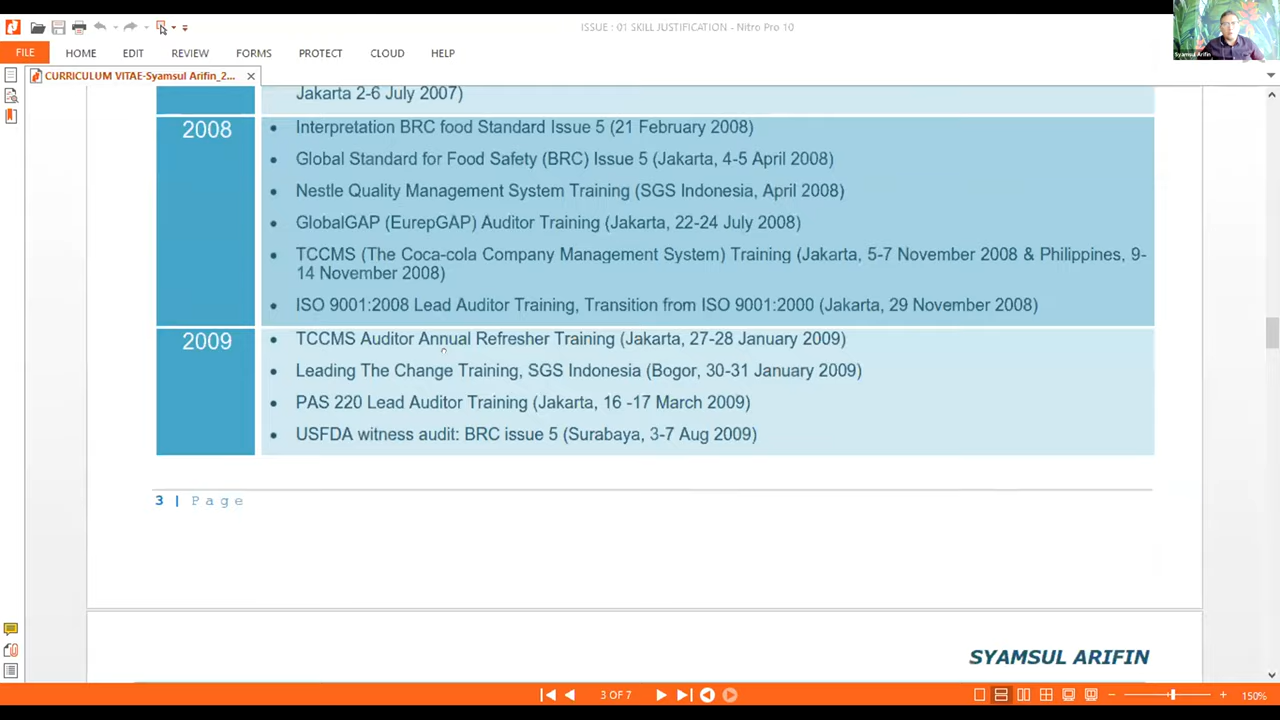 ISSUE : 01 SKILL JUSTIFICATION - Nitro Pro 10
Syamsul Arifin
FILE HOME EDIT REVIEW FORMS PROTECT CLOUD HELP
CURRICULUM VITAE-Syamsul Arifin_2...
Jakarta 2-6 July 2007)
2008
• Interpretation BRC food Standard Issue 5 (21 February 2008)
• Global Standard for Food Safety (BRC) Issue 5 (Jakarta, 4-5 April 2008)
• Nestle Quality Management System Training (SGS Indonesia, April 2008)
• GlobalGAP (EurepGAP) Auditor Training (Jakarta, 22-24 July 2008)
• TCCMS (The Coca-cola Company Management System) Training (Jakarta, 5-7 November 2008 & Philippines, 9-
14 November 2008)
• ISO 9001:2008 Lead Auditor Training, Transition from ISO 9001:2000 (Jakarta, 29 November 2008)
2009
• TCCMS Auditor Annual Refresher Training (Jakarta, 27-28 January 2009)
• Leading The Change Training, SGS Indonesia (Bogor, 30-31 January 2009)
• PAS 220 Lead Auditor Training (Jakarta, 16 -17 March 2009)
• USFDA witness audit: BRC issue 5 (Surabaya, 3-7 Aug 2009)
3 | Page
SYAMSUL ARIFIN
3 OF 7
150%